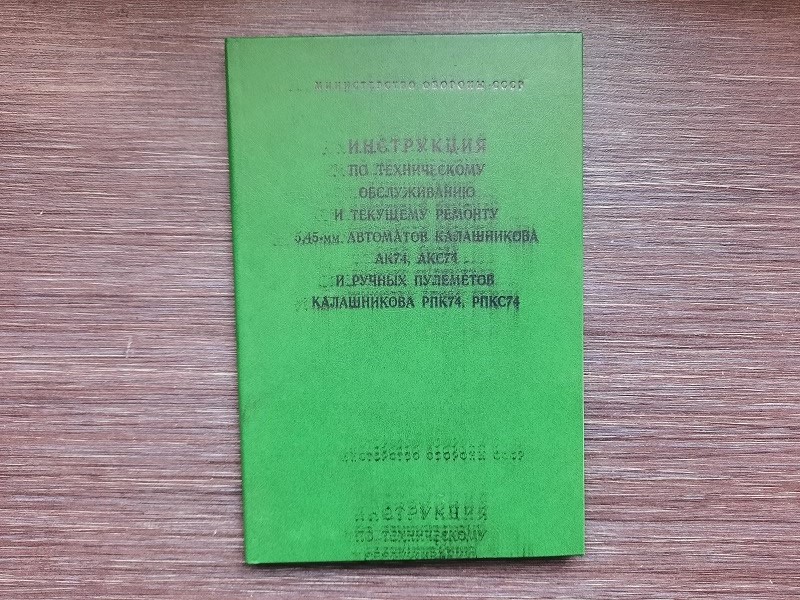 МИНИСТЕРСТВО ОБОРОНЫ СССР
ИНСТРУКЦИЯ
ПО ТЕХНИЧЕСКОМУ
ОБСЛУЖИВАНИЮ
И ТЕКУЩЕМУ РЕМОНТУ
5,45-мм. АВТОМАТОВ КАЛАШНИКОВА
АК74, АКС74
И РУЧНЫХ ПУЛЕМЕТОВ
КАЛАШНИКОВА РПК74, РПКС74
ОБОРОНЫ СССР
ИНСТРУКЦИЯ
ПО ТЕХНИЧЕСКОМУ